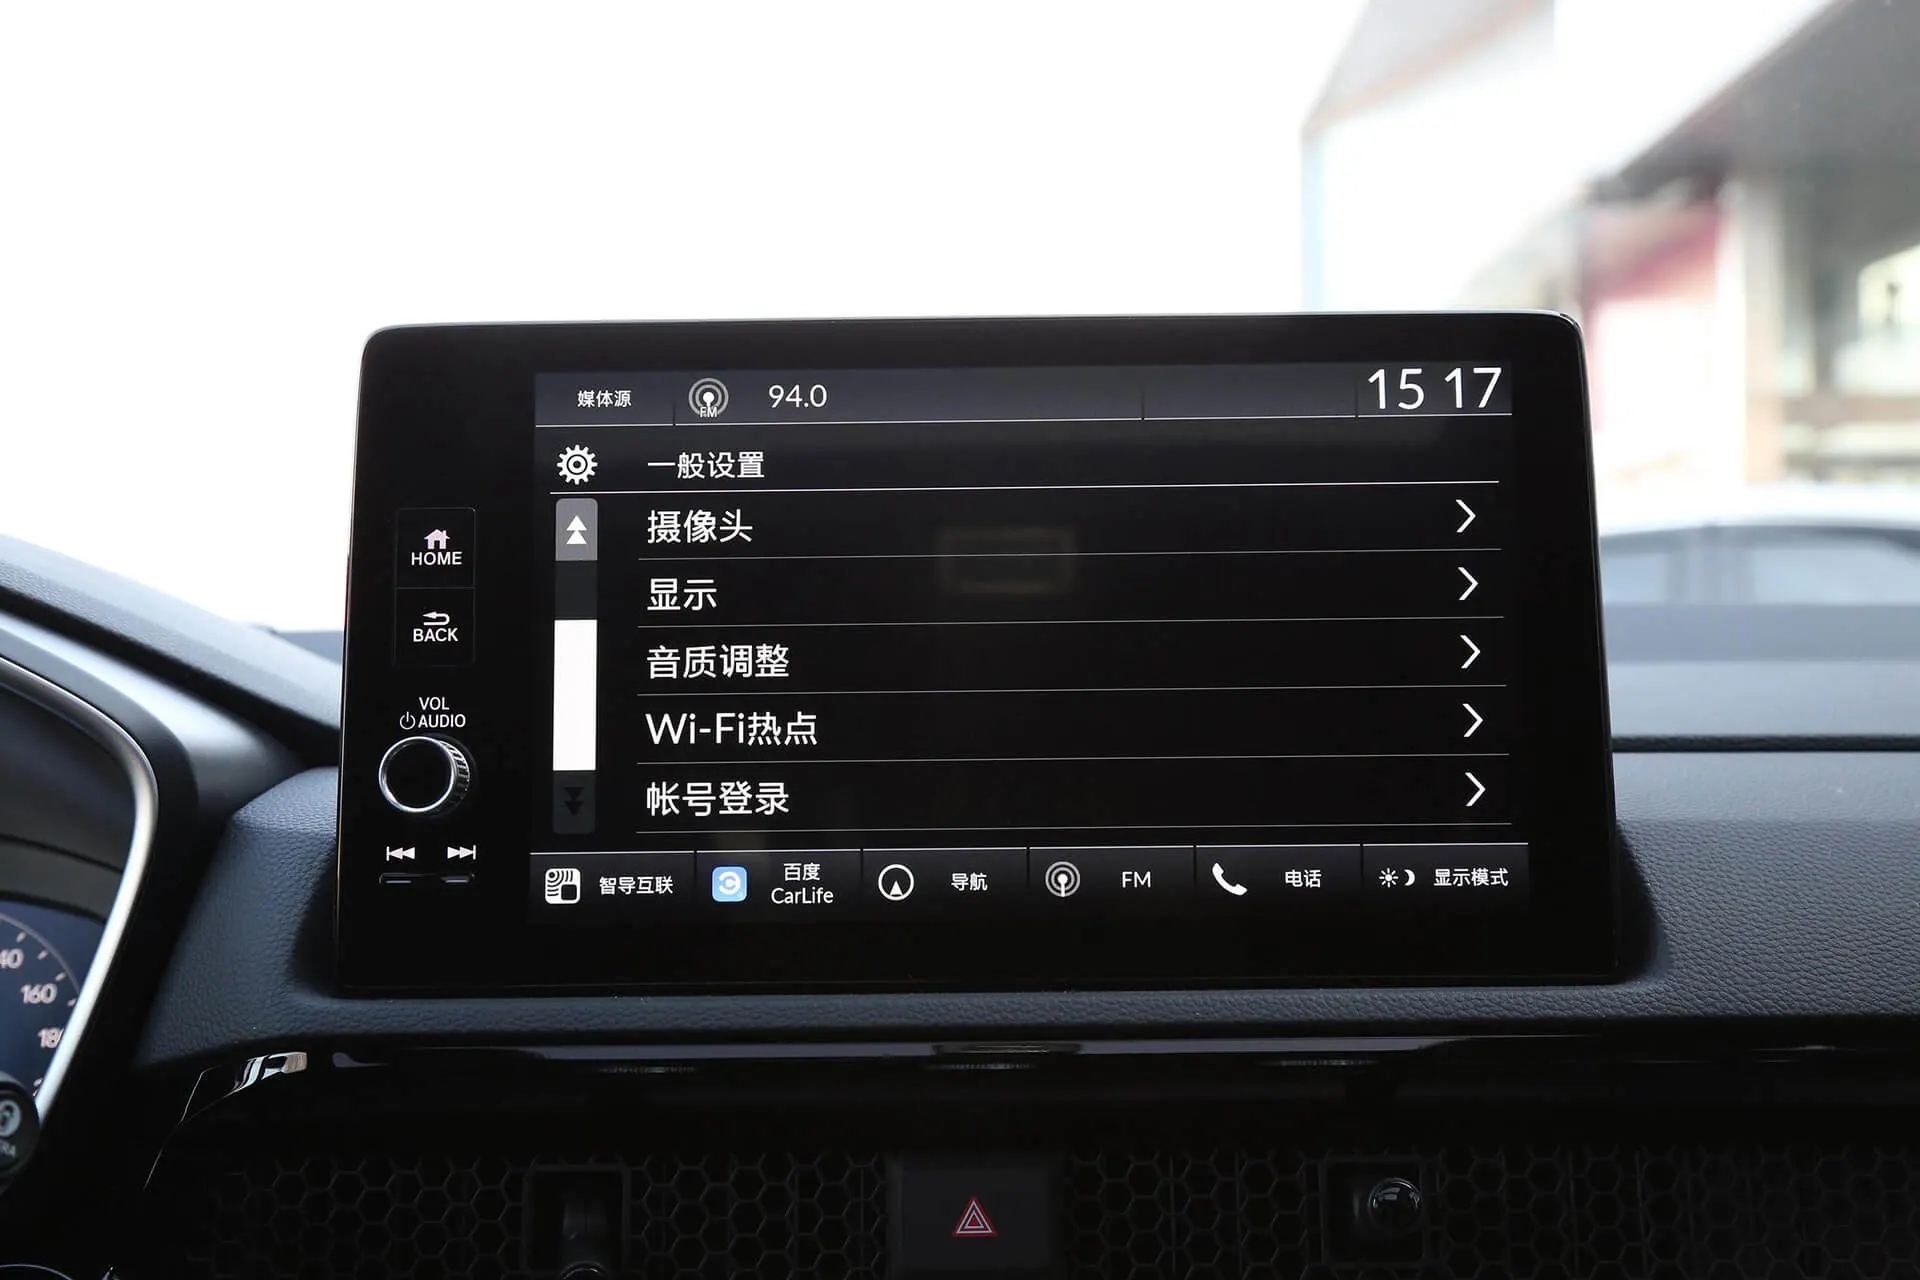 媒体源 FM 94.0 15 17
一般设置
摄像头
显示
音质调整
Wi-Fi热点
帐号登录
HOME
BACK
VOL
AUDIO
智导互联 百度 CarLife 导航 FM 电话 显示模式
160